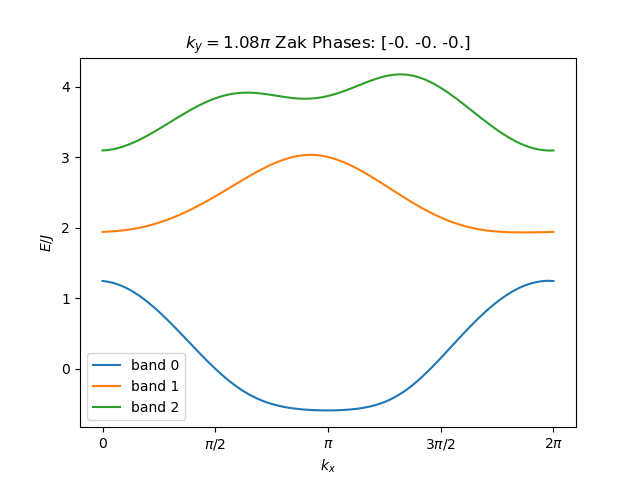 k_y = 1.08π Zak Phases: [-0. -0. -0.]
4
3
2
1
0
E/J
band 0
band 1
band 2
0 π/2 π 3π/2 2π
k_x